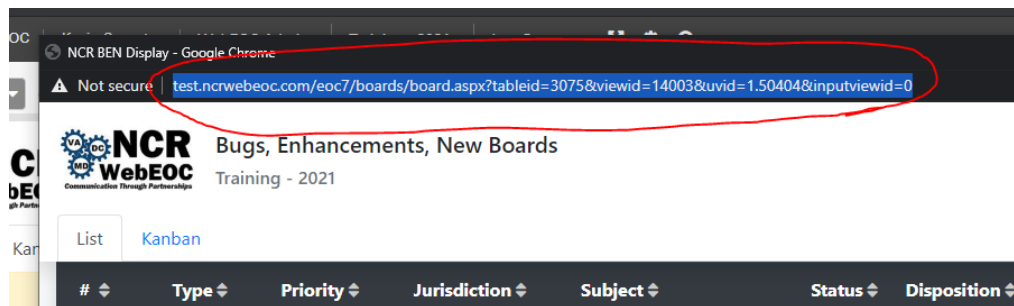 OC
NCR BEN Display - Google Chrome
Not secure | test.ncrwebeoc.com/eoc7/boards/board.aspx?tableid=3075&viewid=14003&uvid=1.50404&inputviewid=0
VA DC MD NCR WebEOC
Communication Through Partnerships
Bugs, Enhancements, New Boards
Training - 2021
List Kanban
Kan
# Type Priority Jurisdiction Subject Status Disposition